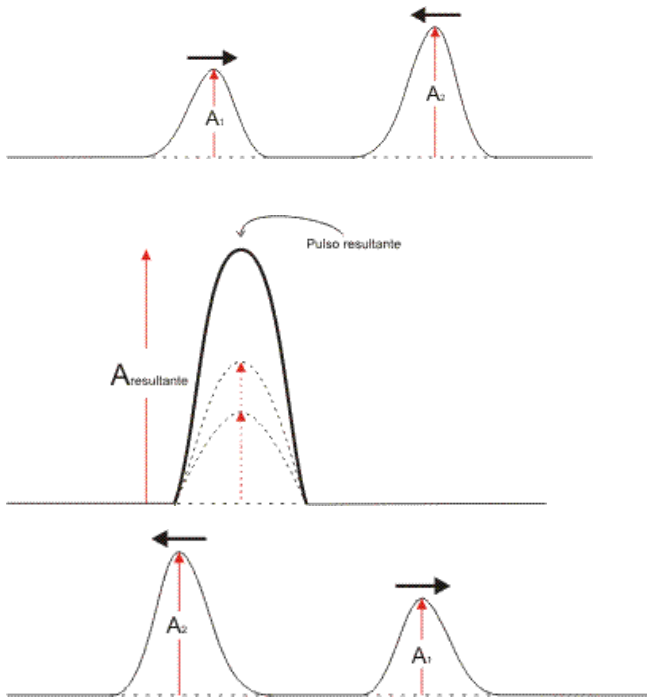 A₁
A₂
Pulso resultante
Aresultante
A₂
A₁